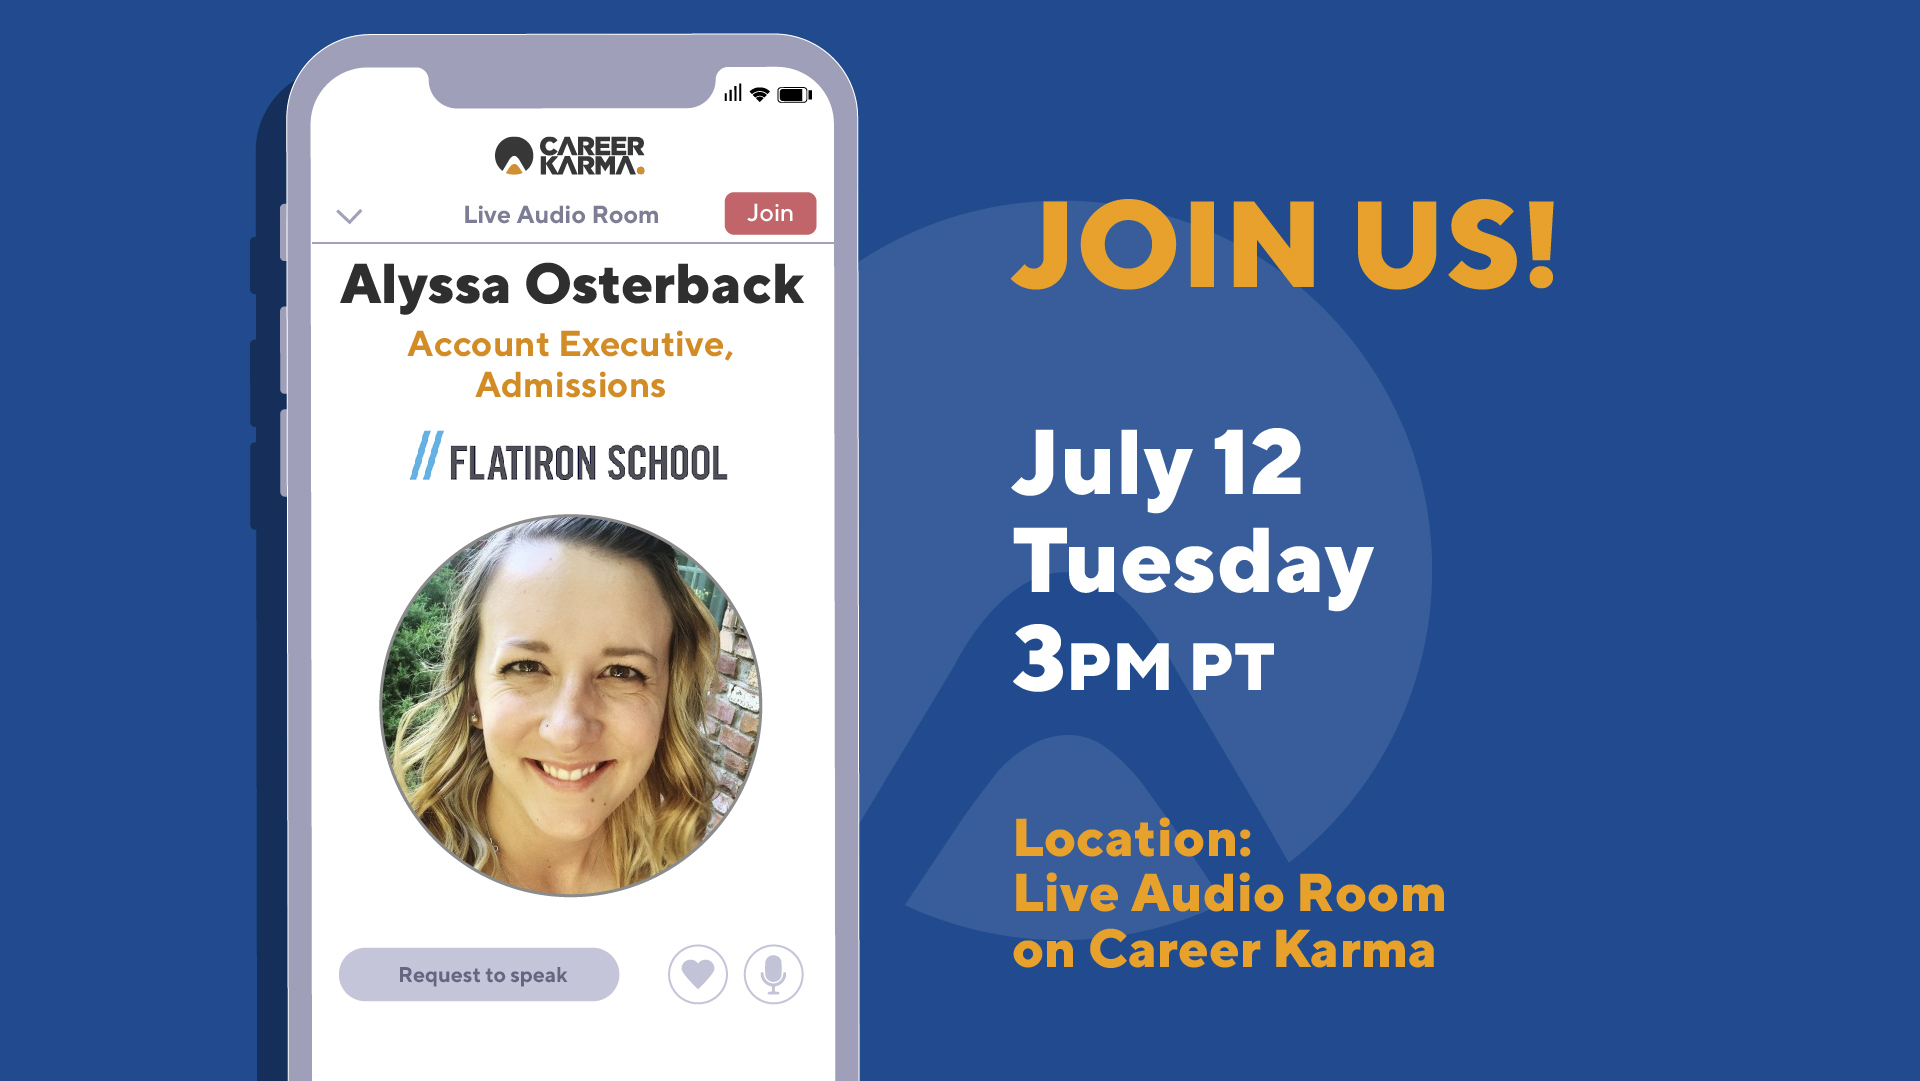 CAREER
KARMA.
Live Audio Room
Join
Alyssa Osterback
Account Executive,
Admissions
FLATIRON SCHOOL
Request to speak
JOIN US!
July 12
Tuesday
3PM PT
Location:
Live Audio Room
on Career Karma